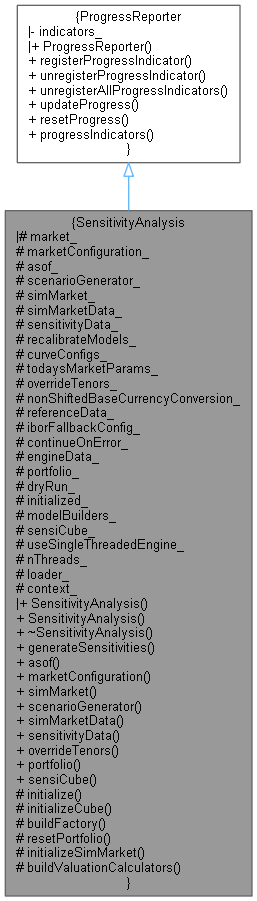 {ProgressReporter
|- indicators_
|+ ProgressReporter()
+ registerProgressIndicator()
+ unregisterProgressIndicator()
+ unregisterAllProgressIndicators()
+ updateProgress()
+ resetProgress()
+ progressIndicators()
}
{SensitivityAnalysis
|# market_
# marketConfiguration_
# asof_
# scenarioGenerator_
# simMarket_
# simMarketData_
# sensitivityData_
# recalibrateModels_
# curveConfigs_
# todaysMarketParams_
# overrideTenors_
# nonShiftedBaseCurrencyConversion_
# referenceData_
# iborFallbackConfig_
# continueOnError_
# engineData_
# portfolio_
# dryRun_
# initialized_
# modelBuilders_
# sensiCube_
# useSingleThreadedEngine_
# nThreads_
# loader_
# context_
|+ SensitivityAnalysis()
+ SensitivityAnalysis()
+ ~SensitivityAnalysis()
+ generateSensitivities()
+ asof()
+ marketConfiguration()
+ simMarket()
+ scenarioGenerator()
+ simMarketData()
+ sensitivityData()
+ overrideTenors()
+ portfolio()
+ sensiCube()
# initialize()
# initializeCube()
# buildFactory()
# resetPortfolio()
# initializeSimMarket()
# buildValuationCalculators()
}